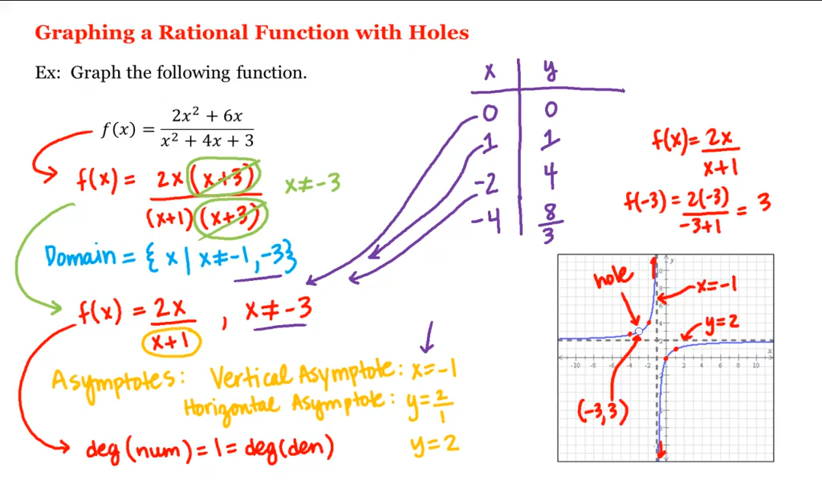 Graphing a Rational Function with Holes
Ex: Graph the following function.
f(x) = (2x² + 6x)/(x² + 4x + 3)
f(x) = 2x(x+3)/(x+1)(x+3) x≠-3
Domain = {x | x≠-1,-3}
f(x) = 2x/(x+1) , x≠-3
Asymptotes: Vertical Asymptote: x=-1
Horizontal Asymptote: y=2/1
deg(num)=1=deg(den) y=2
x y
0 0
1 1
-2 4
-4 8/3
f(x)=2x/(x+1)
f(-3)=2(-3)/(-3+1) = 3
hole
x=-1
y=2
(-3,3)